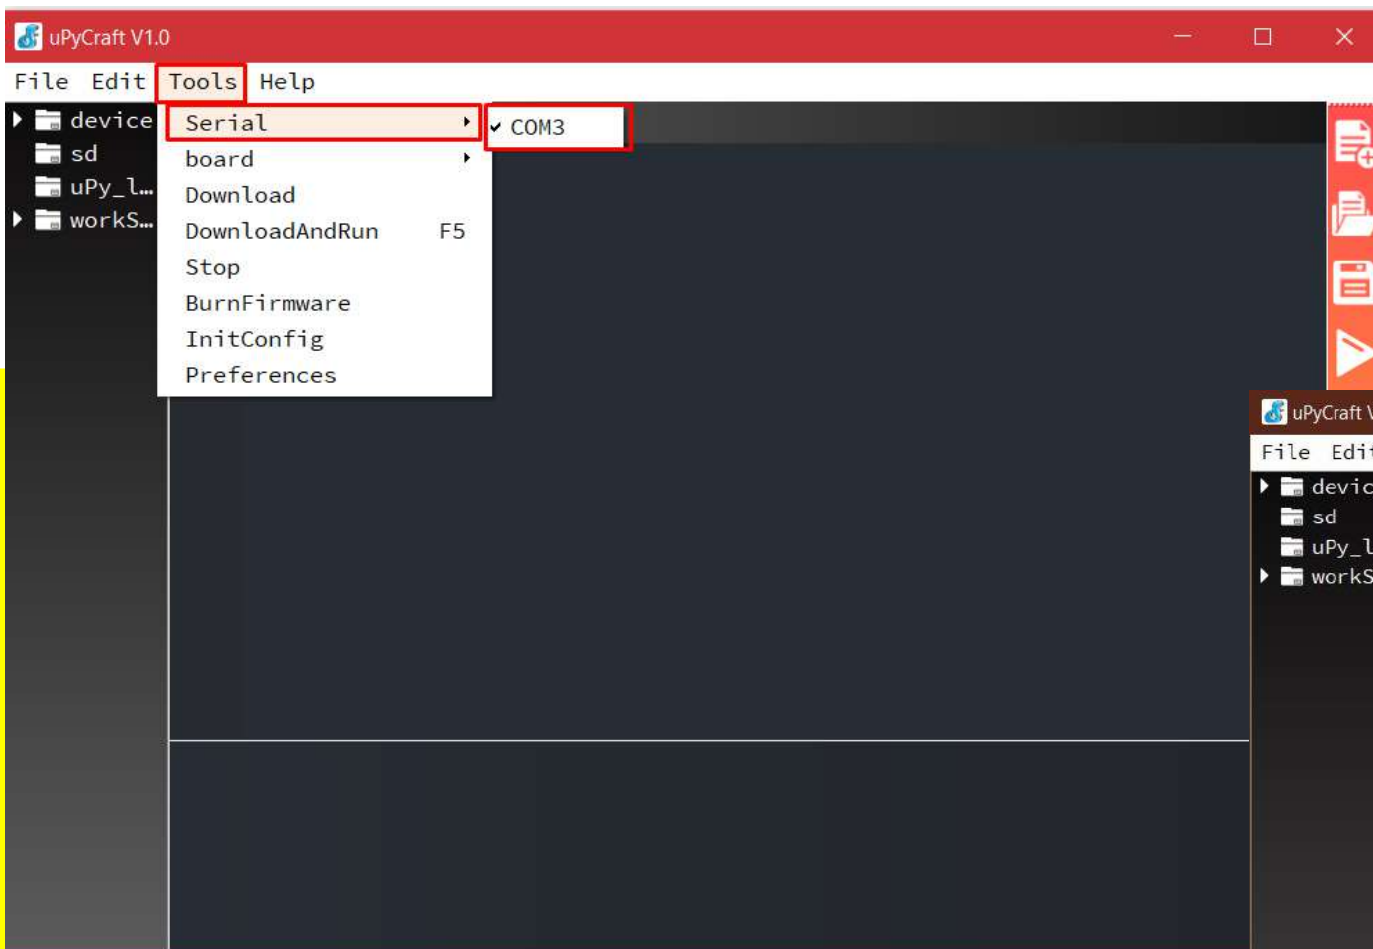 uPyCraft V1.0
File Edit Tools Help
device
sd
uPy_l…
workS…
Serial
board
Download
DownloadAndRun F5
Stop
BurnFirmware
InitConfig
Preferences
COM3
uPyCraft V
File Edit
devic
sd
uPy_l
workS